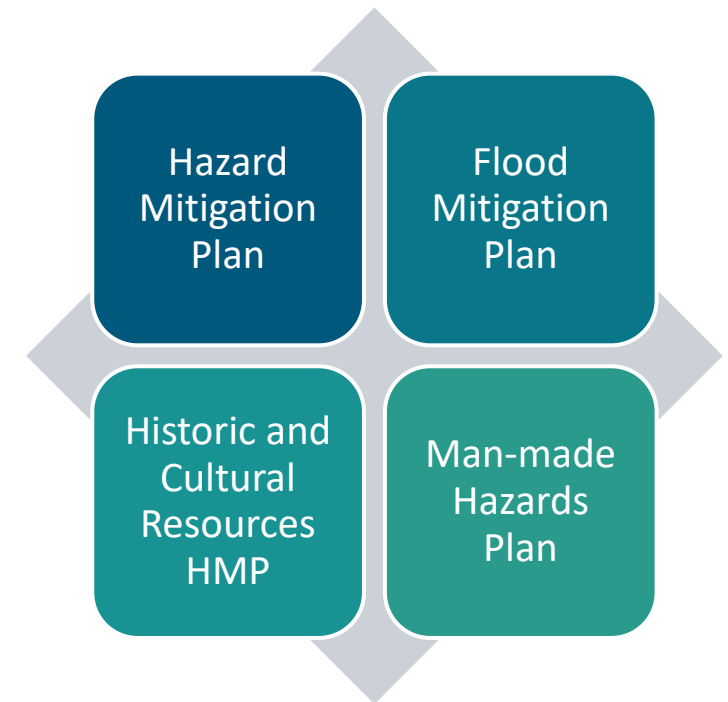 Hazard
Mitigation
Plan
Flood
Mitigation
Plan
Historic and
Cultural
Resources
HMP
Man-made
Hazards
Plan